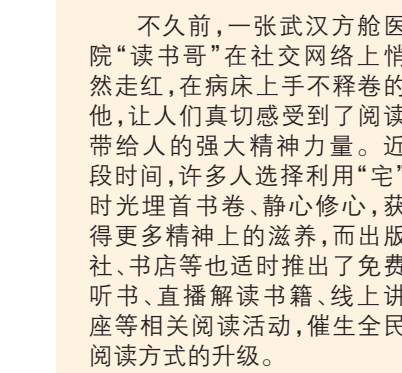 不久前,一张武汉方舱医
院“读书哥”在社交网络上悄
然走红,在病床上手不释卷的
他,让人们真切感受到了阅读
带给人的强大精神力量。近
段时间,许多人选择利用“宅”
时光埋首书卷、静心修心,获
得更多精神上的滋养,而出版
社、书店等也适时推出了免费
听书、直播解读书籍、线上讲
座等相关阅读活动,催生全民
阅读方式的升级。